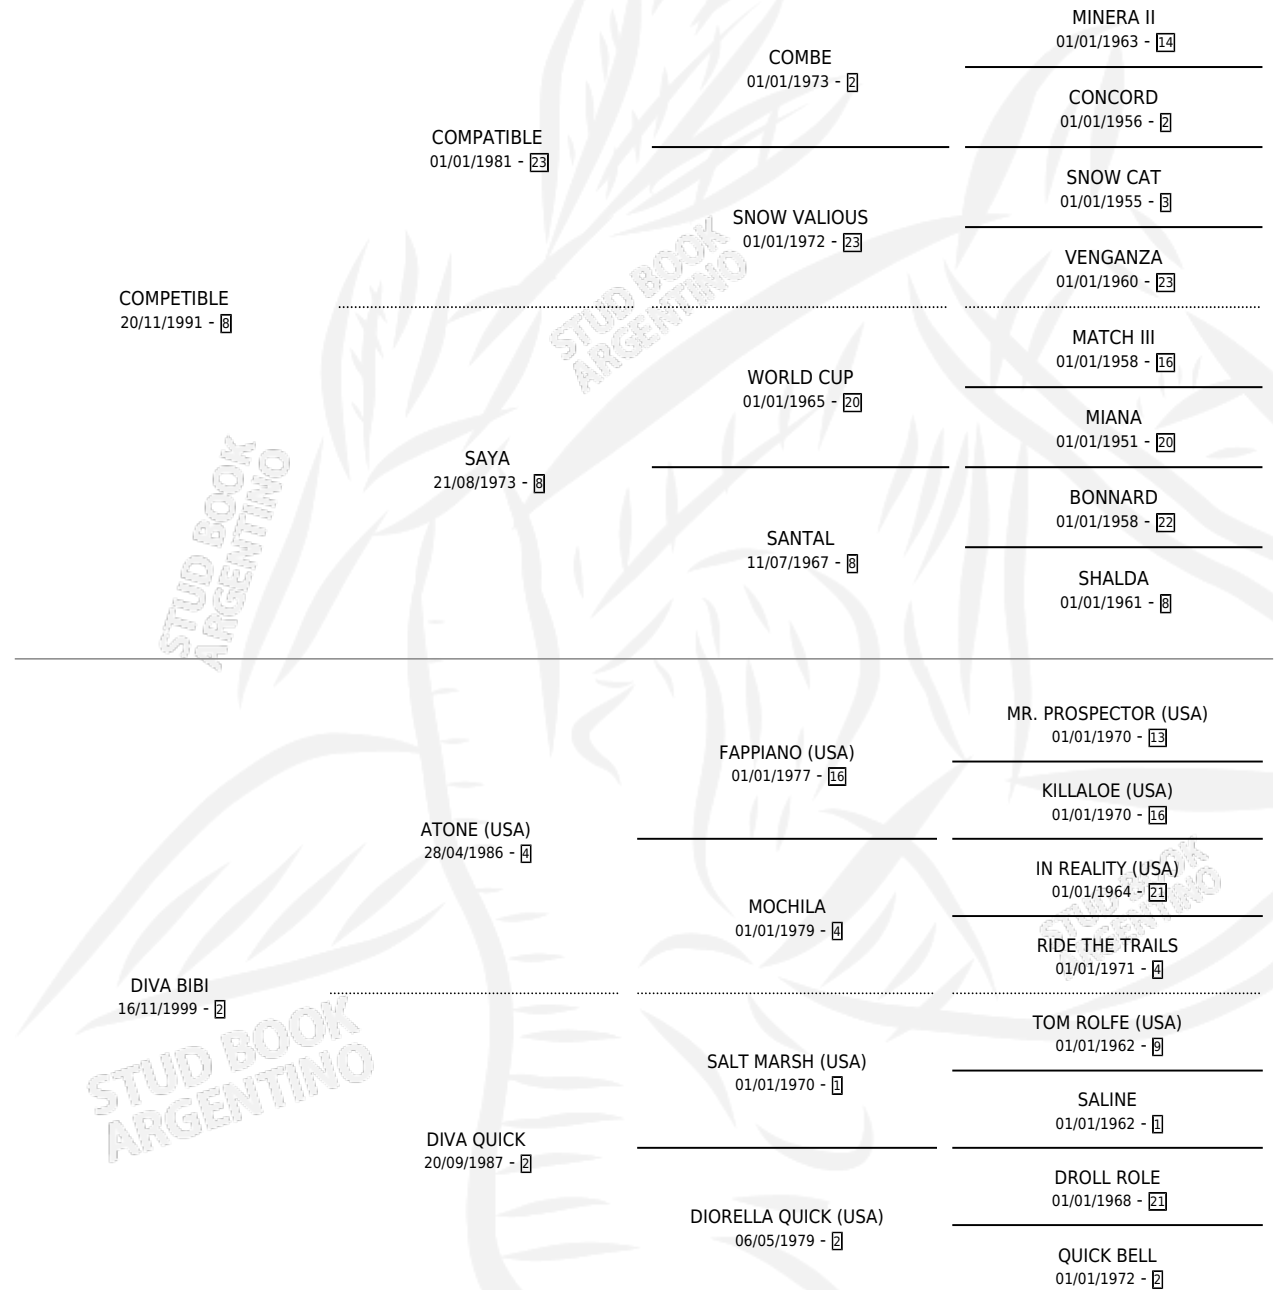 MINERA II
01/01/1963 - 14
COMBE
01/01/1973 - 2
CONCORD
01/01/1956 - 2
COMPATIBLE
01/01/1981 - 23
SNOW CAT
01/01/1955 - 3
SNOW VALIOUS
01/01/1972 - 23
VENGANZA
01/01/1960 - 23
COMPETIBLE
20/11/1991 - 8
MATCH III
01/01/1958 - 16
WORLD CUP
01/01/1965 - 20
MIANA
01/01/1951 - 20
SAYA
21/08/1973 - 8
BONNARD
01/01/1958 - 22
SANTAL
11/07/1967 - 8
SHALDA
01/01/1961 - 8
STUD BOOK
ARGENTINO
STUD BOOK
ARGENTINO
MR. PROSPECTOR (USA)
01/01/1970 - 13
FAPPIANO (USA)
01/01/1977 - 16
KILLALOE (USA)
01/01/1970 - 16
ATONE (USA)
28/04/1986 - 4
IN REALITY (USA)
01/01/1964 - 21
MOCHILA
01/01/1979 - 4
RIDE THE TRAILS
01/01/1971 - 4
DIVA BIBI
16/11/1999 - 2
TOM ROLFE (USA)
01/01/1962 - 9
SALT MARSH (USA)
01/01/1970 - 1
SALINE
01/01/1962 - 1
DIVA QUICK
20/09/1987 - 2
DROLL ROLE
01/01/1968 - 21
DIORELLA QUICK (USA)
06/05/1979 - 2
QUICK BELL
01/01/1972 - 2
STUD BOOK
ARGENTINO
STUD BOOK
ARGENTINO